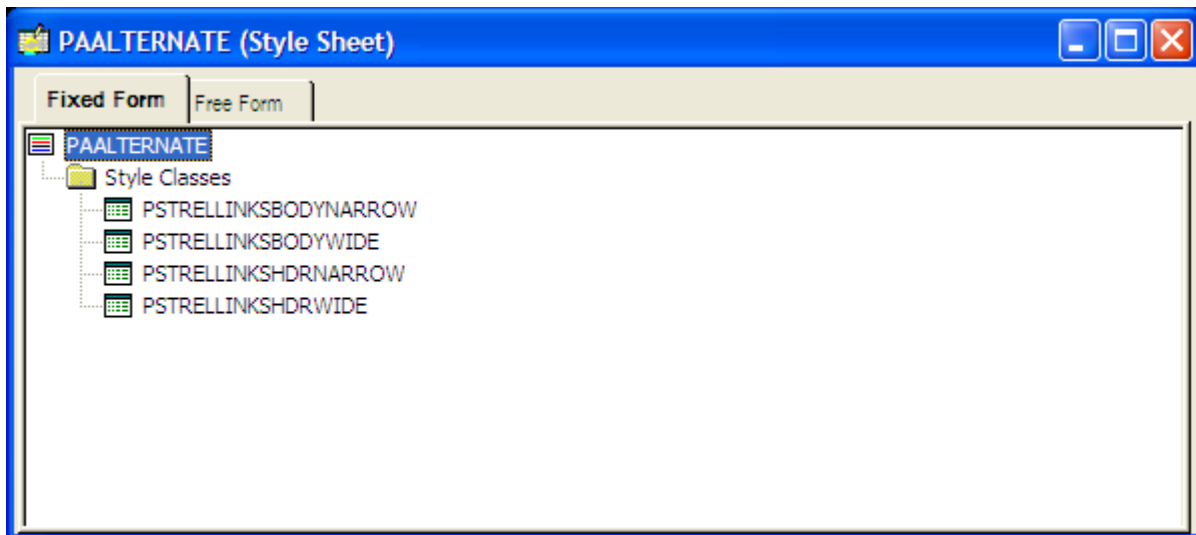 PAALTERNATE (Style Sheet)
Fixed Form Free Form
PAALTERNATE
Style Classes
PSTRELLINKSBODYNARROW
PSTRELLINKSBODYWIDE
PSTRELLINKSHDRNARROW
PSTRELLINKSHDRWIDE